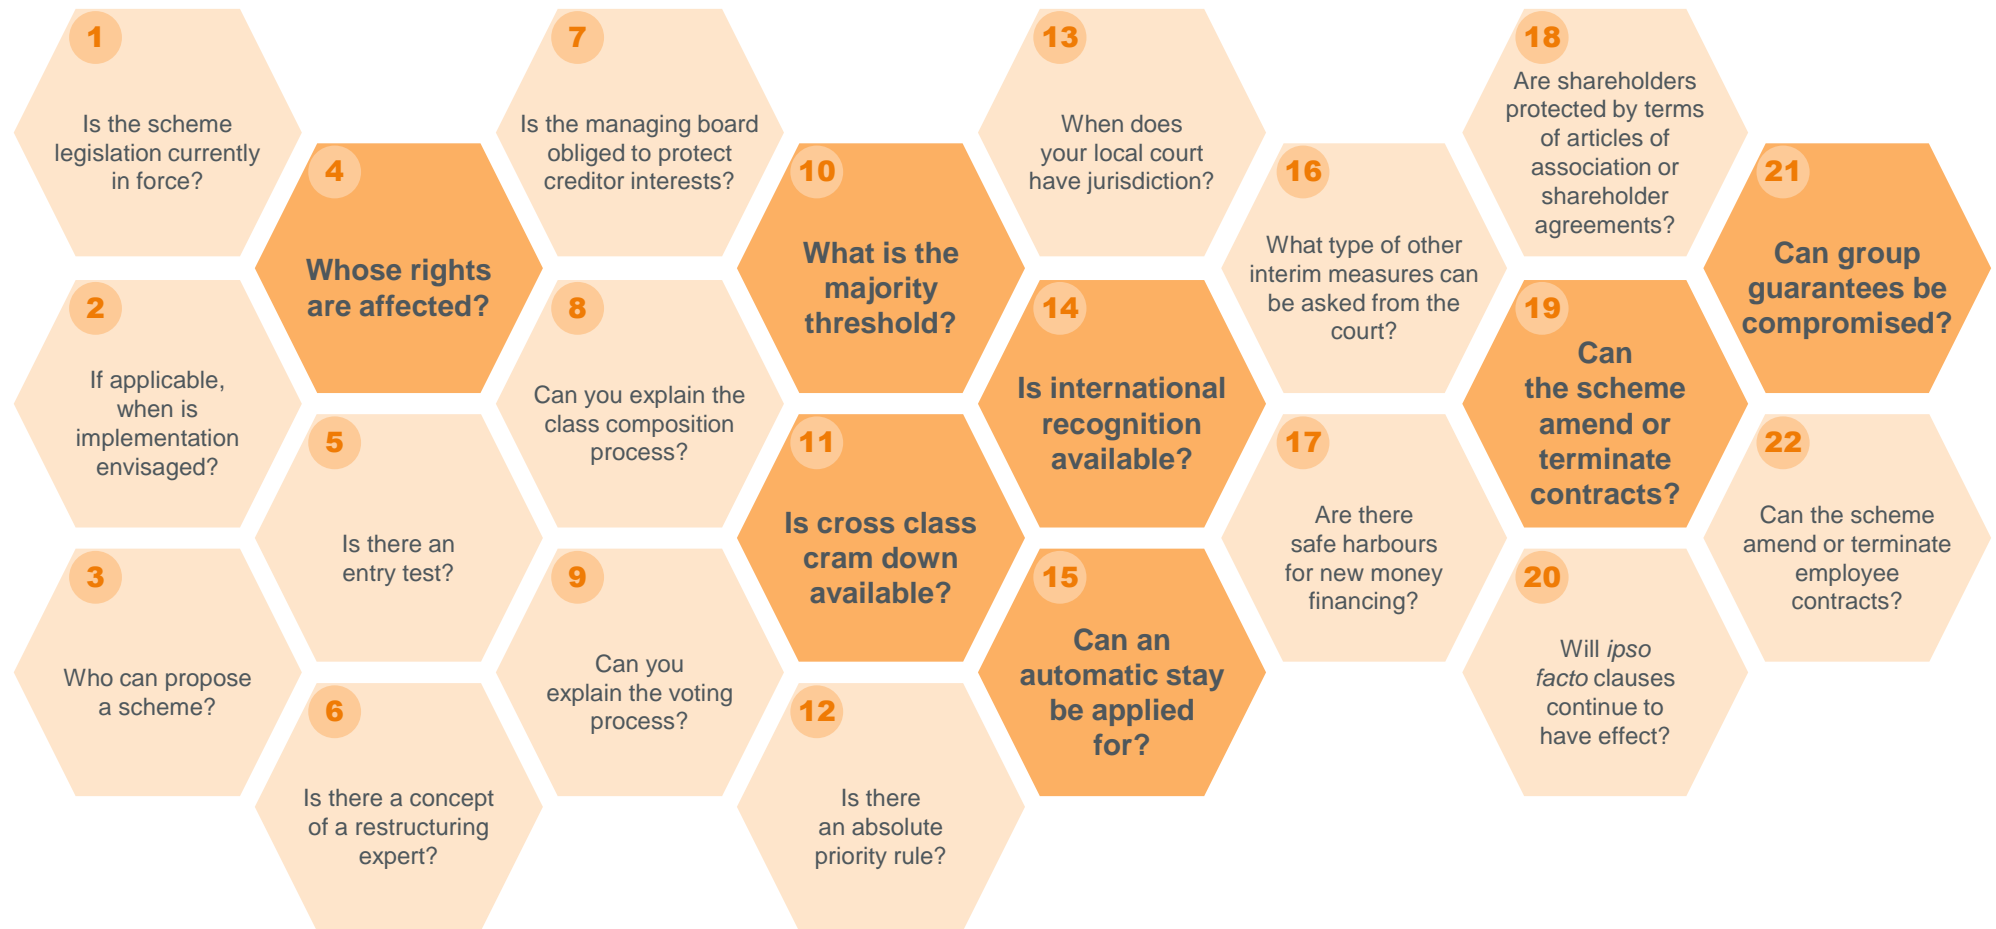 1
Is the scheme
legislation currently
in force?
2
If applicable,
when is
implementation
envisaged?
3
Who can propose
a scheme?
4
Whose rights
are affected?
5
Is there an
entry test?
6
Is there a concept
of a restructuring
expert?
7
Is the managing board
obliged to protect
creditor interests?
8
Can you explain the
class composition
process?
9
Can you
explain the voting
process?
10
What is the
majority
threshold?
11
Is cross class
cram down
available?
12
Is there
an absolute
priority rule?
13
When does
your local court
have jurisdiction?
14
Is international
recognition
available?
15
Can an
automatic stay
be applied
for?
16
What type of other
interim measures can
be asked from the
court?
17
Are there
safe harbours
for new money
financing?
18
Are shareholders
protected by terms
of articles of
association or
shareholder
agreements?
19
Can
the scheme
amend or
terminate
contracts?
20
Will ipso
facto clauses
continue to
have effect?
21
Can group
guarantees be
compromised?
22
Can the scheme
amend or terminate
employee
contracts?